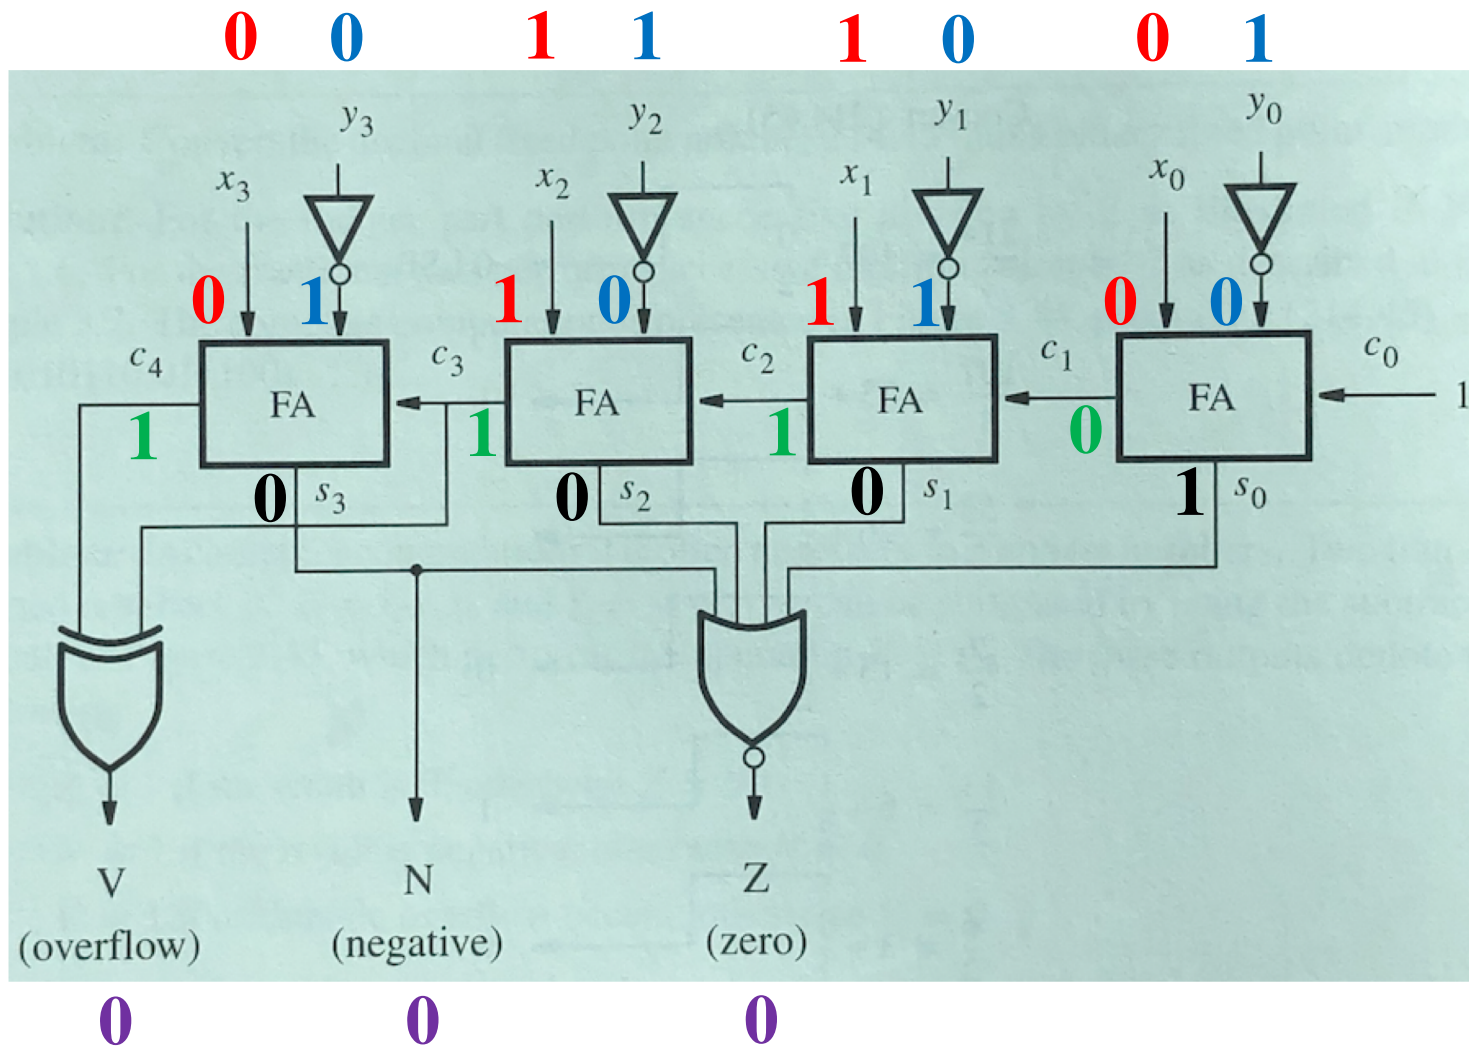 0 0 1 1 1 0 0 1
y3 y2 y1 y0
x3 x2 x1 x0
0 1 1 0 1 1 0 0
c4 c3 c2 c1 c0
FA FA FA FA 1
1 1 1 0
0 s3 0 s2 0 s1 1 s0
V N Z
(overflow) (negative) (zero)
0 0 0